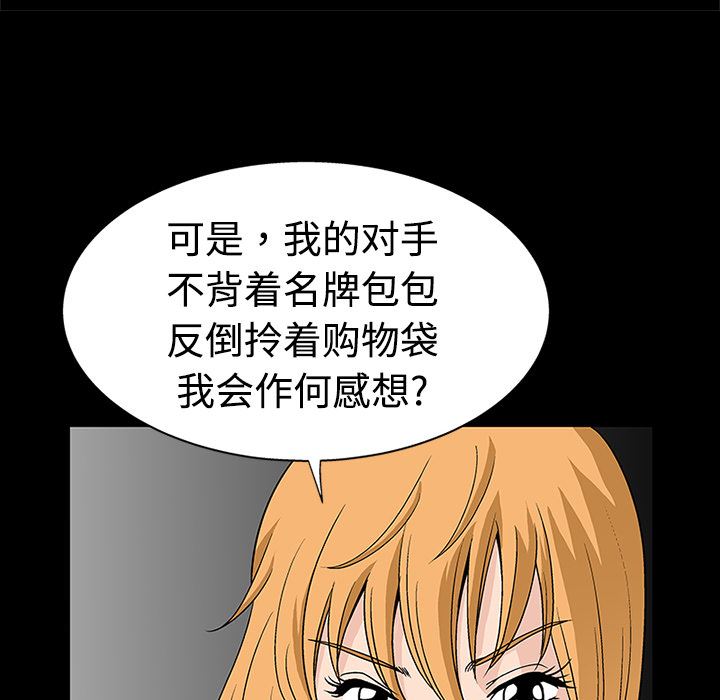 可是，我的对手
不背着名牌包包
反倒拎着购物袋
我会作何感想?